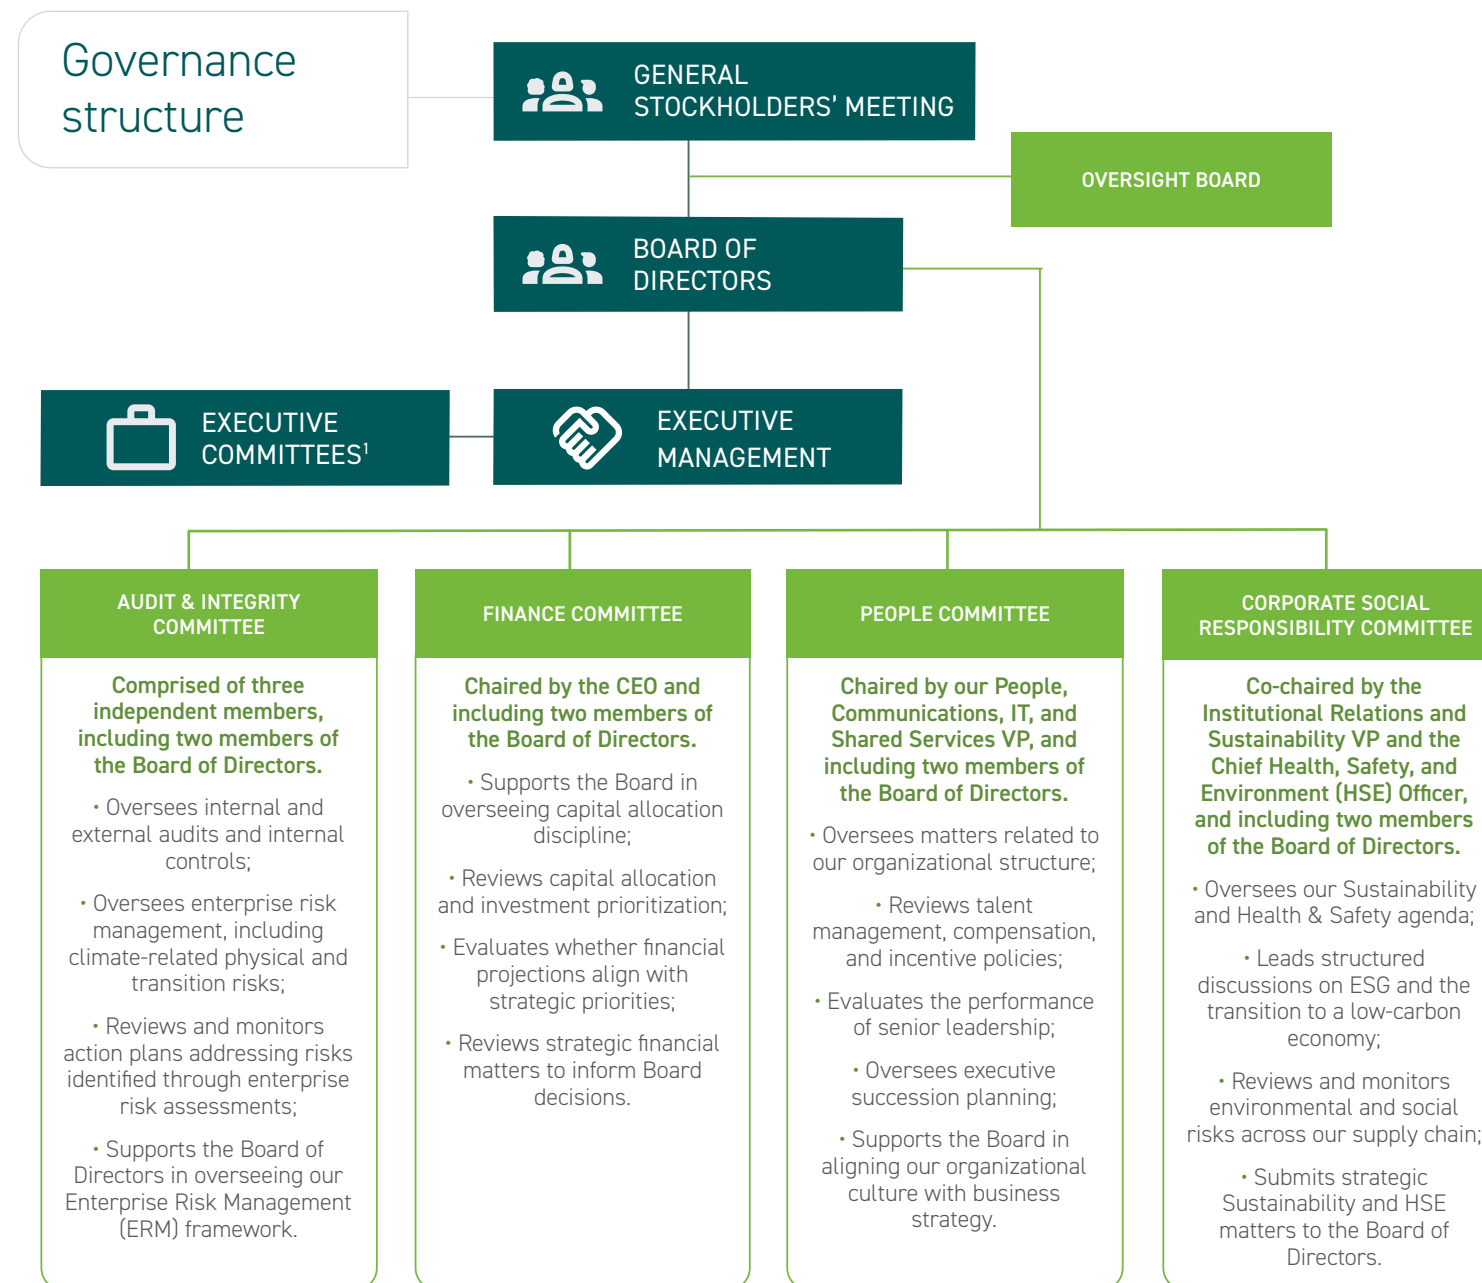 Governance
structure
GENERAL
STOCKHOLDERS’ MEETING
OVERSIGHT BOARD
BOARD OF
DIRECTORS
EXECUTIVE
COMMITTEES¹
EXECUTIVE
MANAGEMENT
AUDIT & INTEGRITY
COMMITTEE
Comprised of three
independent members,
including two members of
the Board of Directors.
• Oversees internal and
external audits and internal
controls;
• Oversees enterprise risk
management, including
climate-related physical and
transition risks;
• Reviews and monitors
action plans addressing risks
identified through enterprise
risk assessments;
• Supports the Board of
Directors in overseeing our
Enterprise Risk Management
(ERM) framework.
FINANCE COMMITTEE
Chaired by the CEO and
including two members of
the Board of Directors.
• Supports the Board in
overseeing capital allocation
discipline;
• Reviews capital allocation
and investment prioritization;
• Evaluates whether financial
projections align with
strategic priorities;
• Reviews strategic financial
matters to inform Board
decisions.
PEOPLE COMMITTEE
Chaired by our People,
Communications, IT, and
Shared Services VP, and
including two members of
the Board of Directors.
• Oversees matters related to
our organizational structure;
• Reviews talent
management, compensation,
and incentive policies;
• Evaluates the performance
of senior leadership;
• Oversees executive
succession planning;
• Supports the Board in
aligning our organizational
culture with business
strategy.
CORPORATE SOCIAL
RESPONSIBILITY COMMITTEE
Co-chaired by the
Institutional Relations and
Sustainability VP and the
Chief Health, Safety, and
Environment (HSE) Officer,
and including two members
of the Board of Directors.
• Oversees our Sustainability
and Health & Safety agenda;
• Leads structured
discussions on ESG and the
transition to a low-carbon
economy;
• Reviews and monitors
environmental and social
risks across our supply chain;
• Submits strategic
Sustainability and HSE
matters to the Board of
Directors.